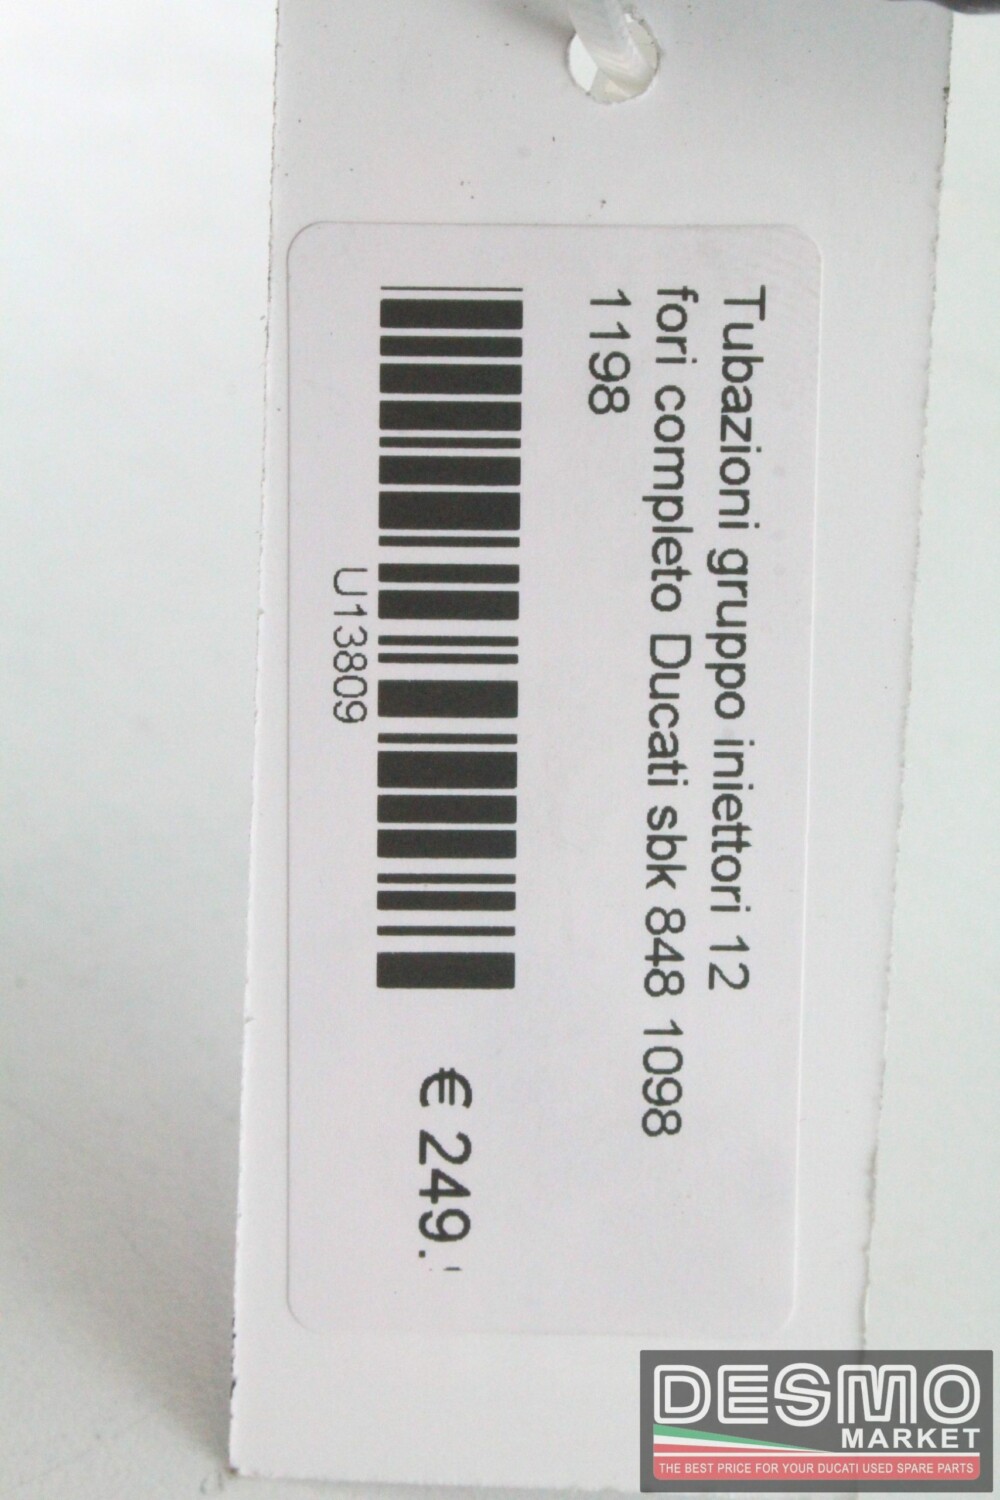 Tubazioni gruppo iniettori 12
fori completo Ducati sbk 848 1098
1198
U13809
€ 249.
DESMO
MARKET
THE BEST PRICE FOR YOUR DUCATI USED SPARE PARTS